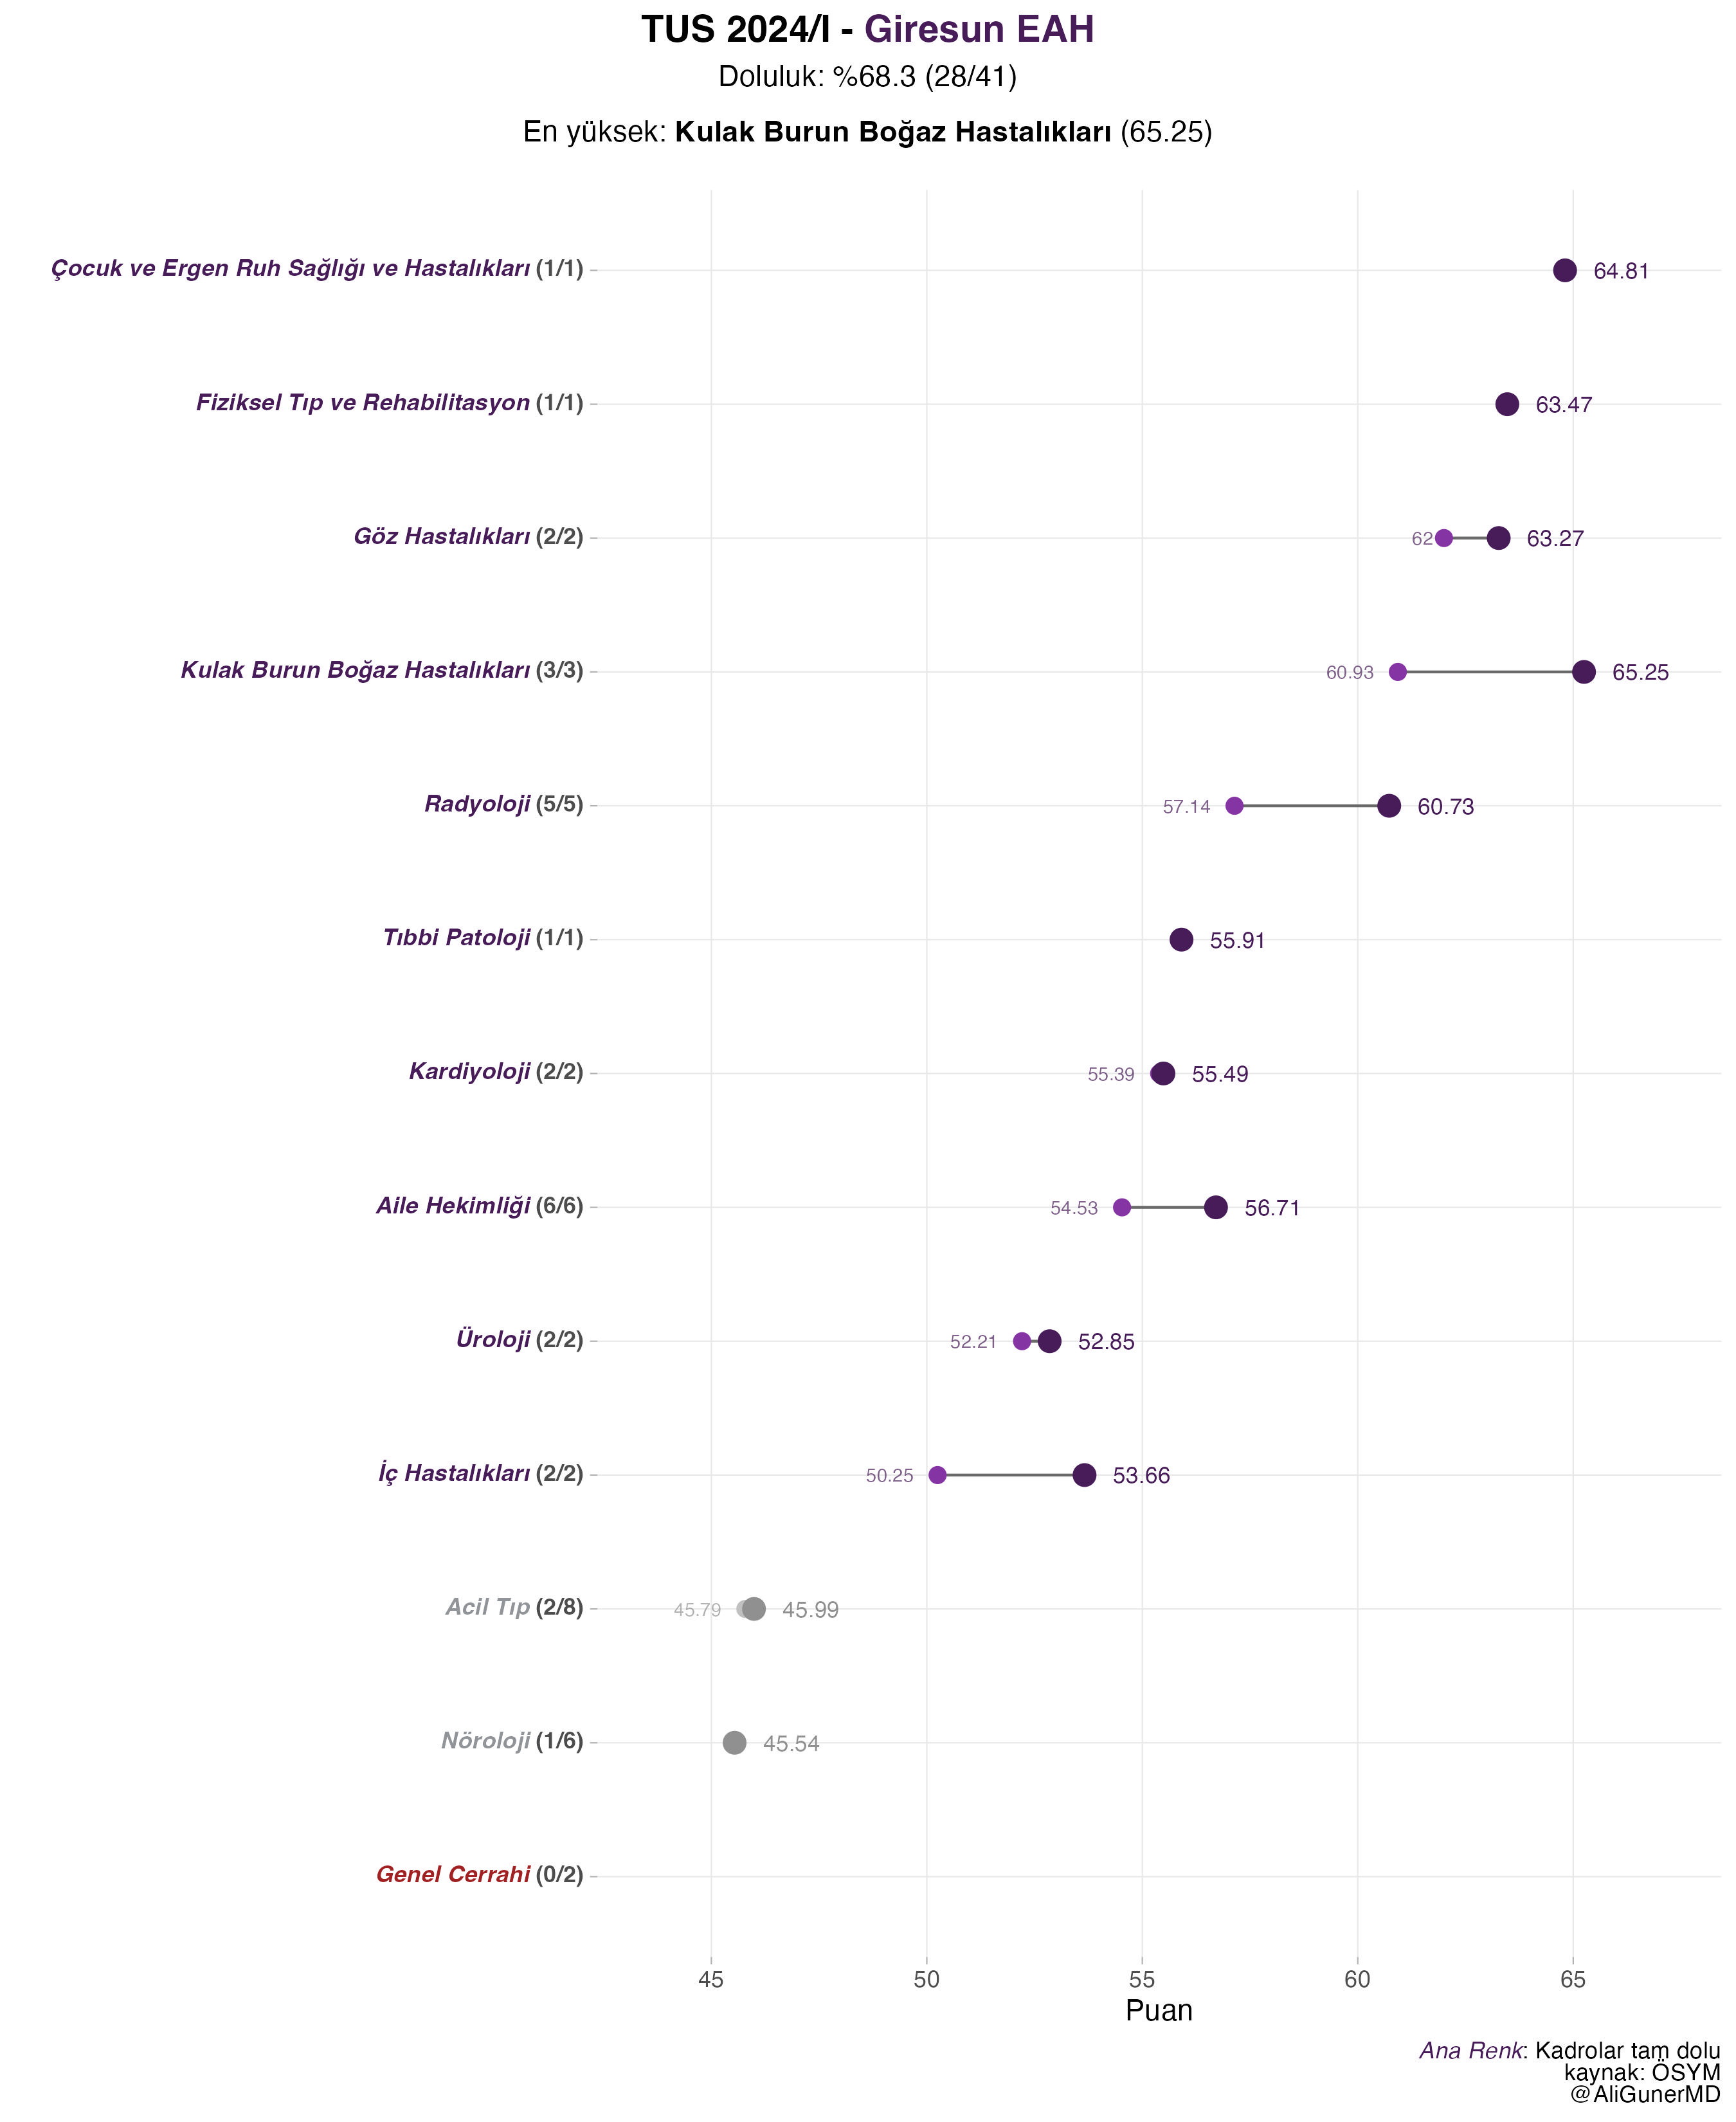 TUS 2024/I - Giresun EAH
Doluluk: %68.3 (28/41)
En yüksek: Kulak Burun Boğaz Hastalıkları (65.25)
Çocuk ve Ergen Ruh Sağlığı ve Hastalıkları (1/1) 64.81
Fiziksel Tıp ve Rehabilitasyon (1/1) 63.47
Göz Hastalıkları (2/2) 62 63.27
Kulak Burun Boğaz Hastalıkları (3/3) 60.93 65.25
Radyoloji (5/5) 57.14 60.73
Tıbbi Patoloji (1/1) 55.91
Kardiyoloji (2/2) 55.39 55.49
Aile Hekimliği (6/6) 54.53 56.71
Üroloji (2/2) 52.21 52.85
İç Hastalıkları (2/2) 50.25 53.66
Acil Tıp (2/8) 45.79 45.99
Nöroloji (1/6) 45.54
Genel Cerrahi (0/2)
45 50 55 60 65
Puan
Ana Renk: Kadrolar tam dolu
kaynak: ÖSYM
@AliGunerMD